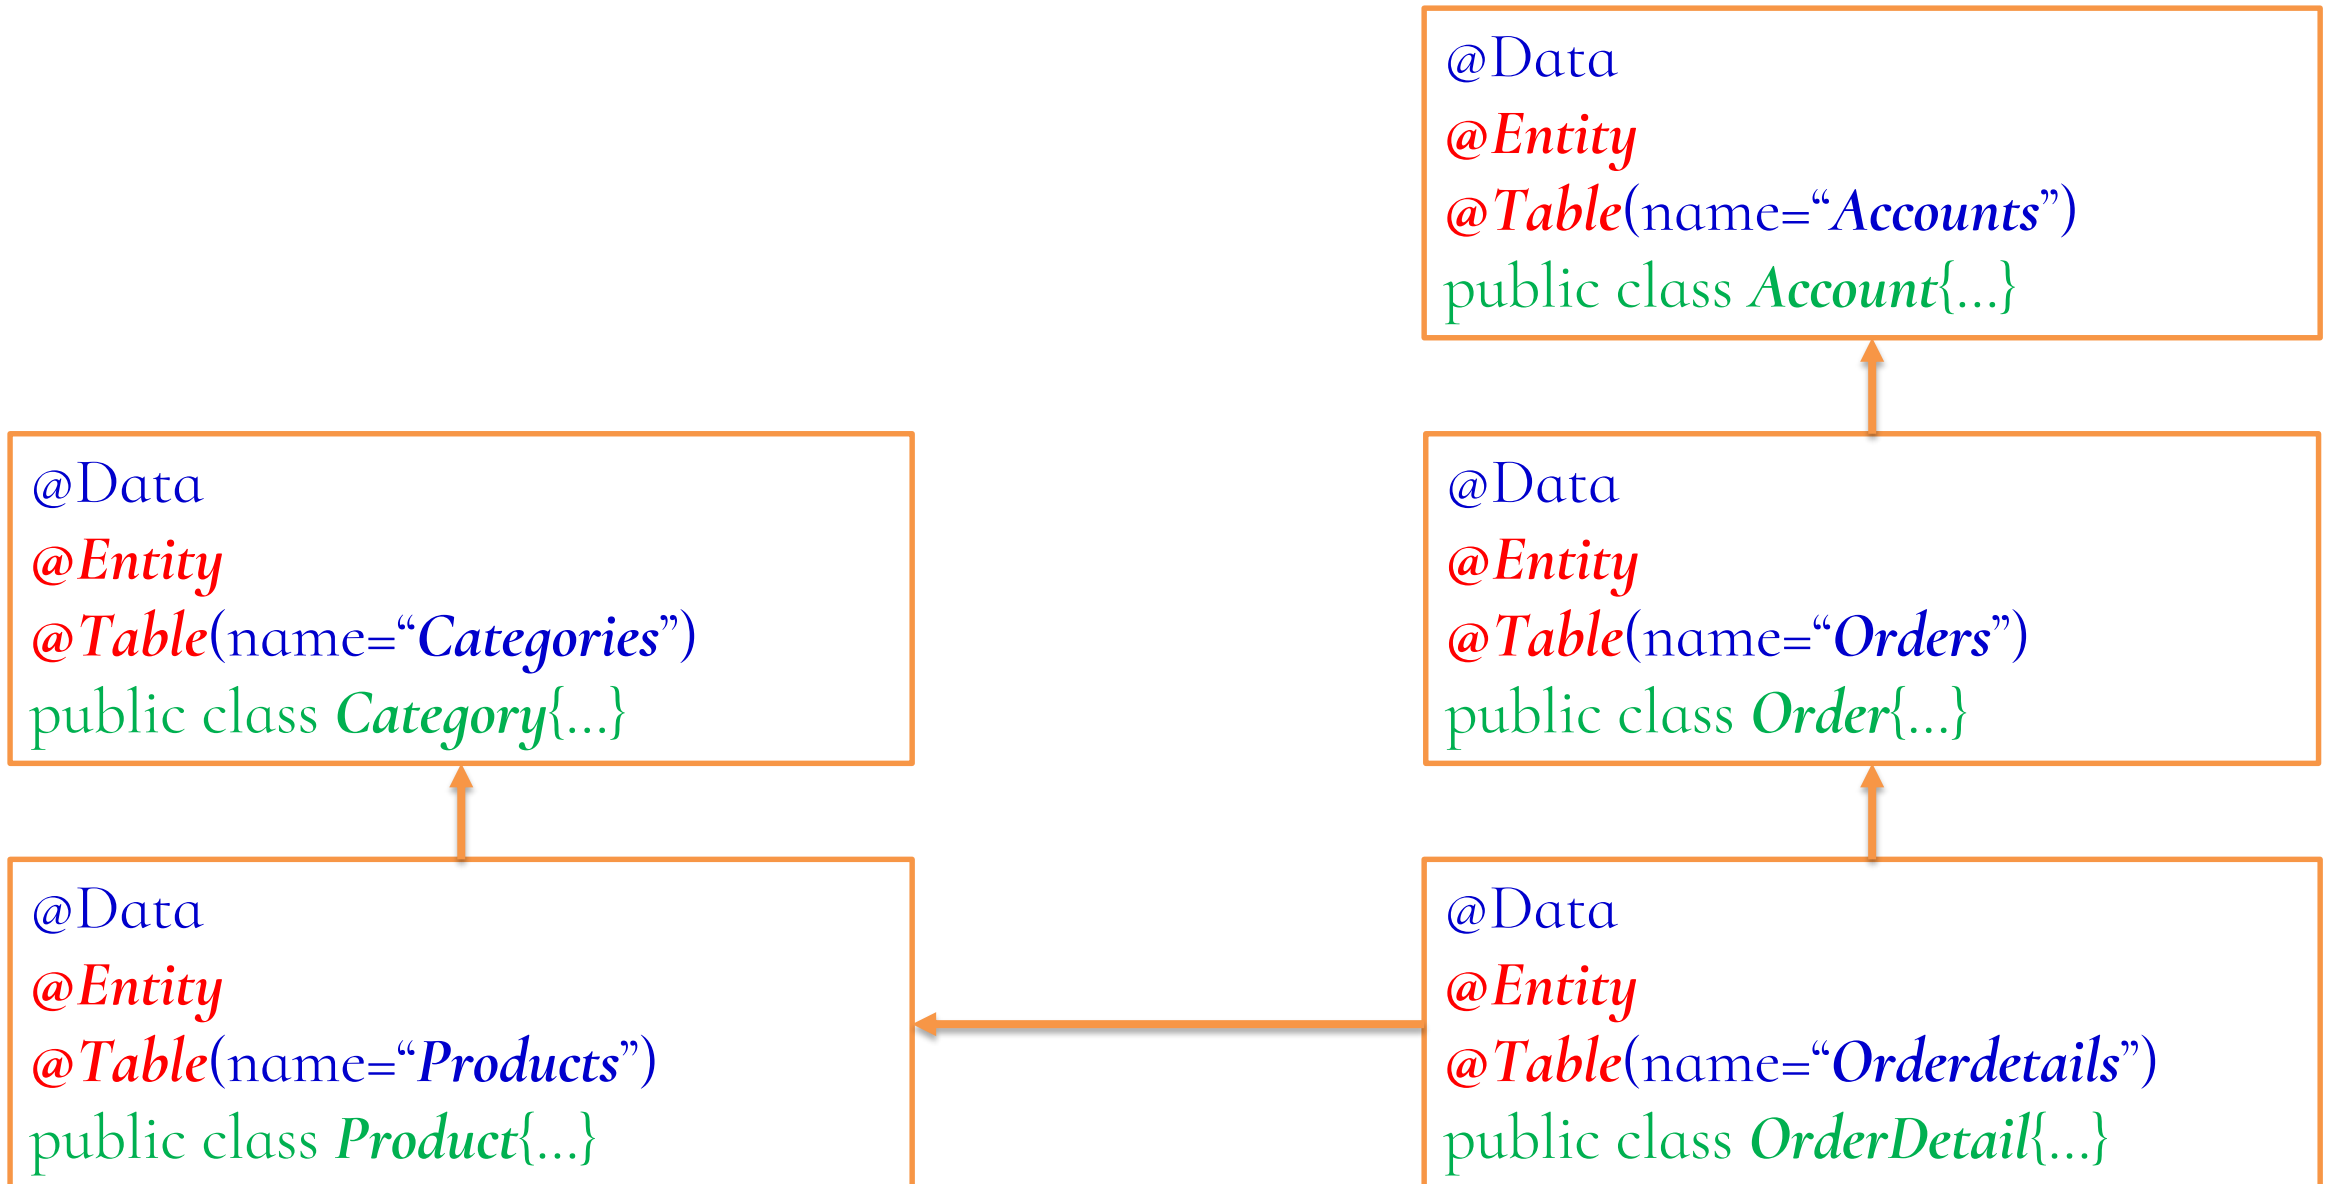 @Data
@Entity
@Table(name=“Accounts”)
public class Account{...}
@Data
@Entity
@Table(name=“Categories”)
public class Category{...}
@Data
@Entity
@Table(name=“Orders”)
public class Order{...}
@Data
@Entity
@Table(name=“Products”)
public class Product{...}
@Data
@Entity
@Table(name=“Orderdetails”)
public class OrderDetail{...}